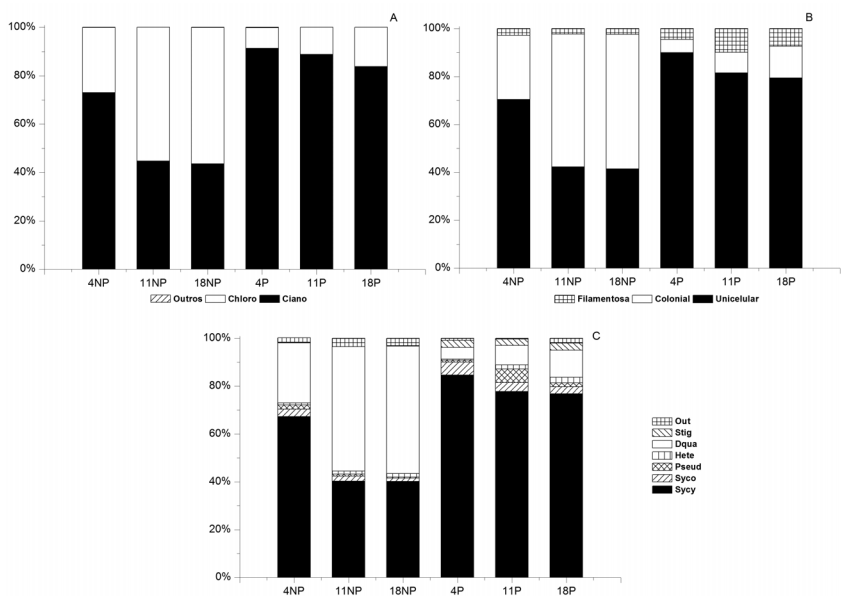 A
100%
80%
60%
40%
20%
0%
4NP 11NP 18NP 4P 11P 18P
Outros Chloro Ciano
B
100%
80%
60%
40%
20%
0%
4NP 11NP 18NP 4P 11P 18P
Filamentosa Colonial Unicelular
C
100%
80%
60%
40%
20%
0%
4NP 11NP 18NP 4P 11P 18P
Out
Stig
Dqua
Hete
Pseud
Syco
Sycy